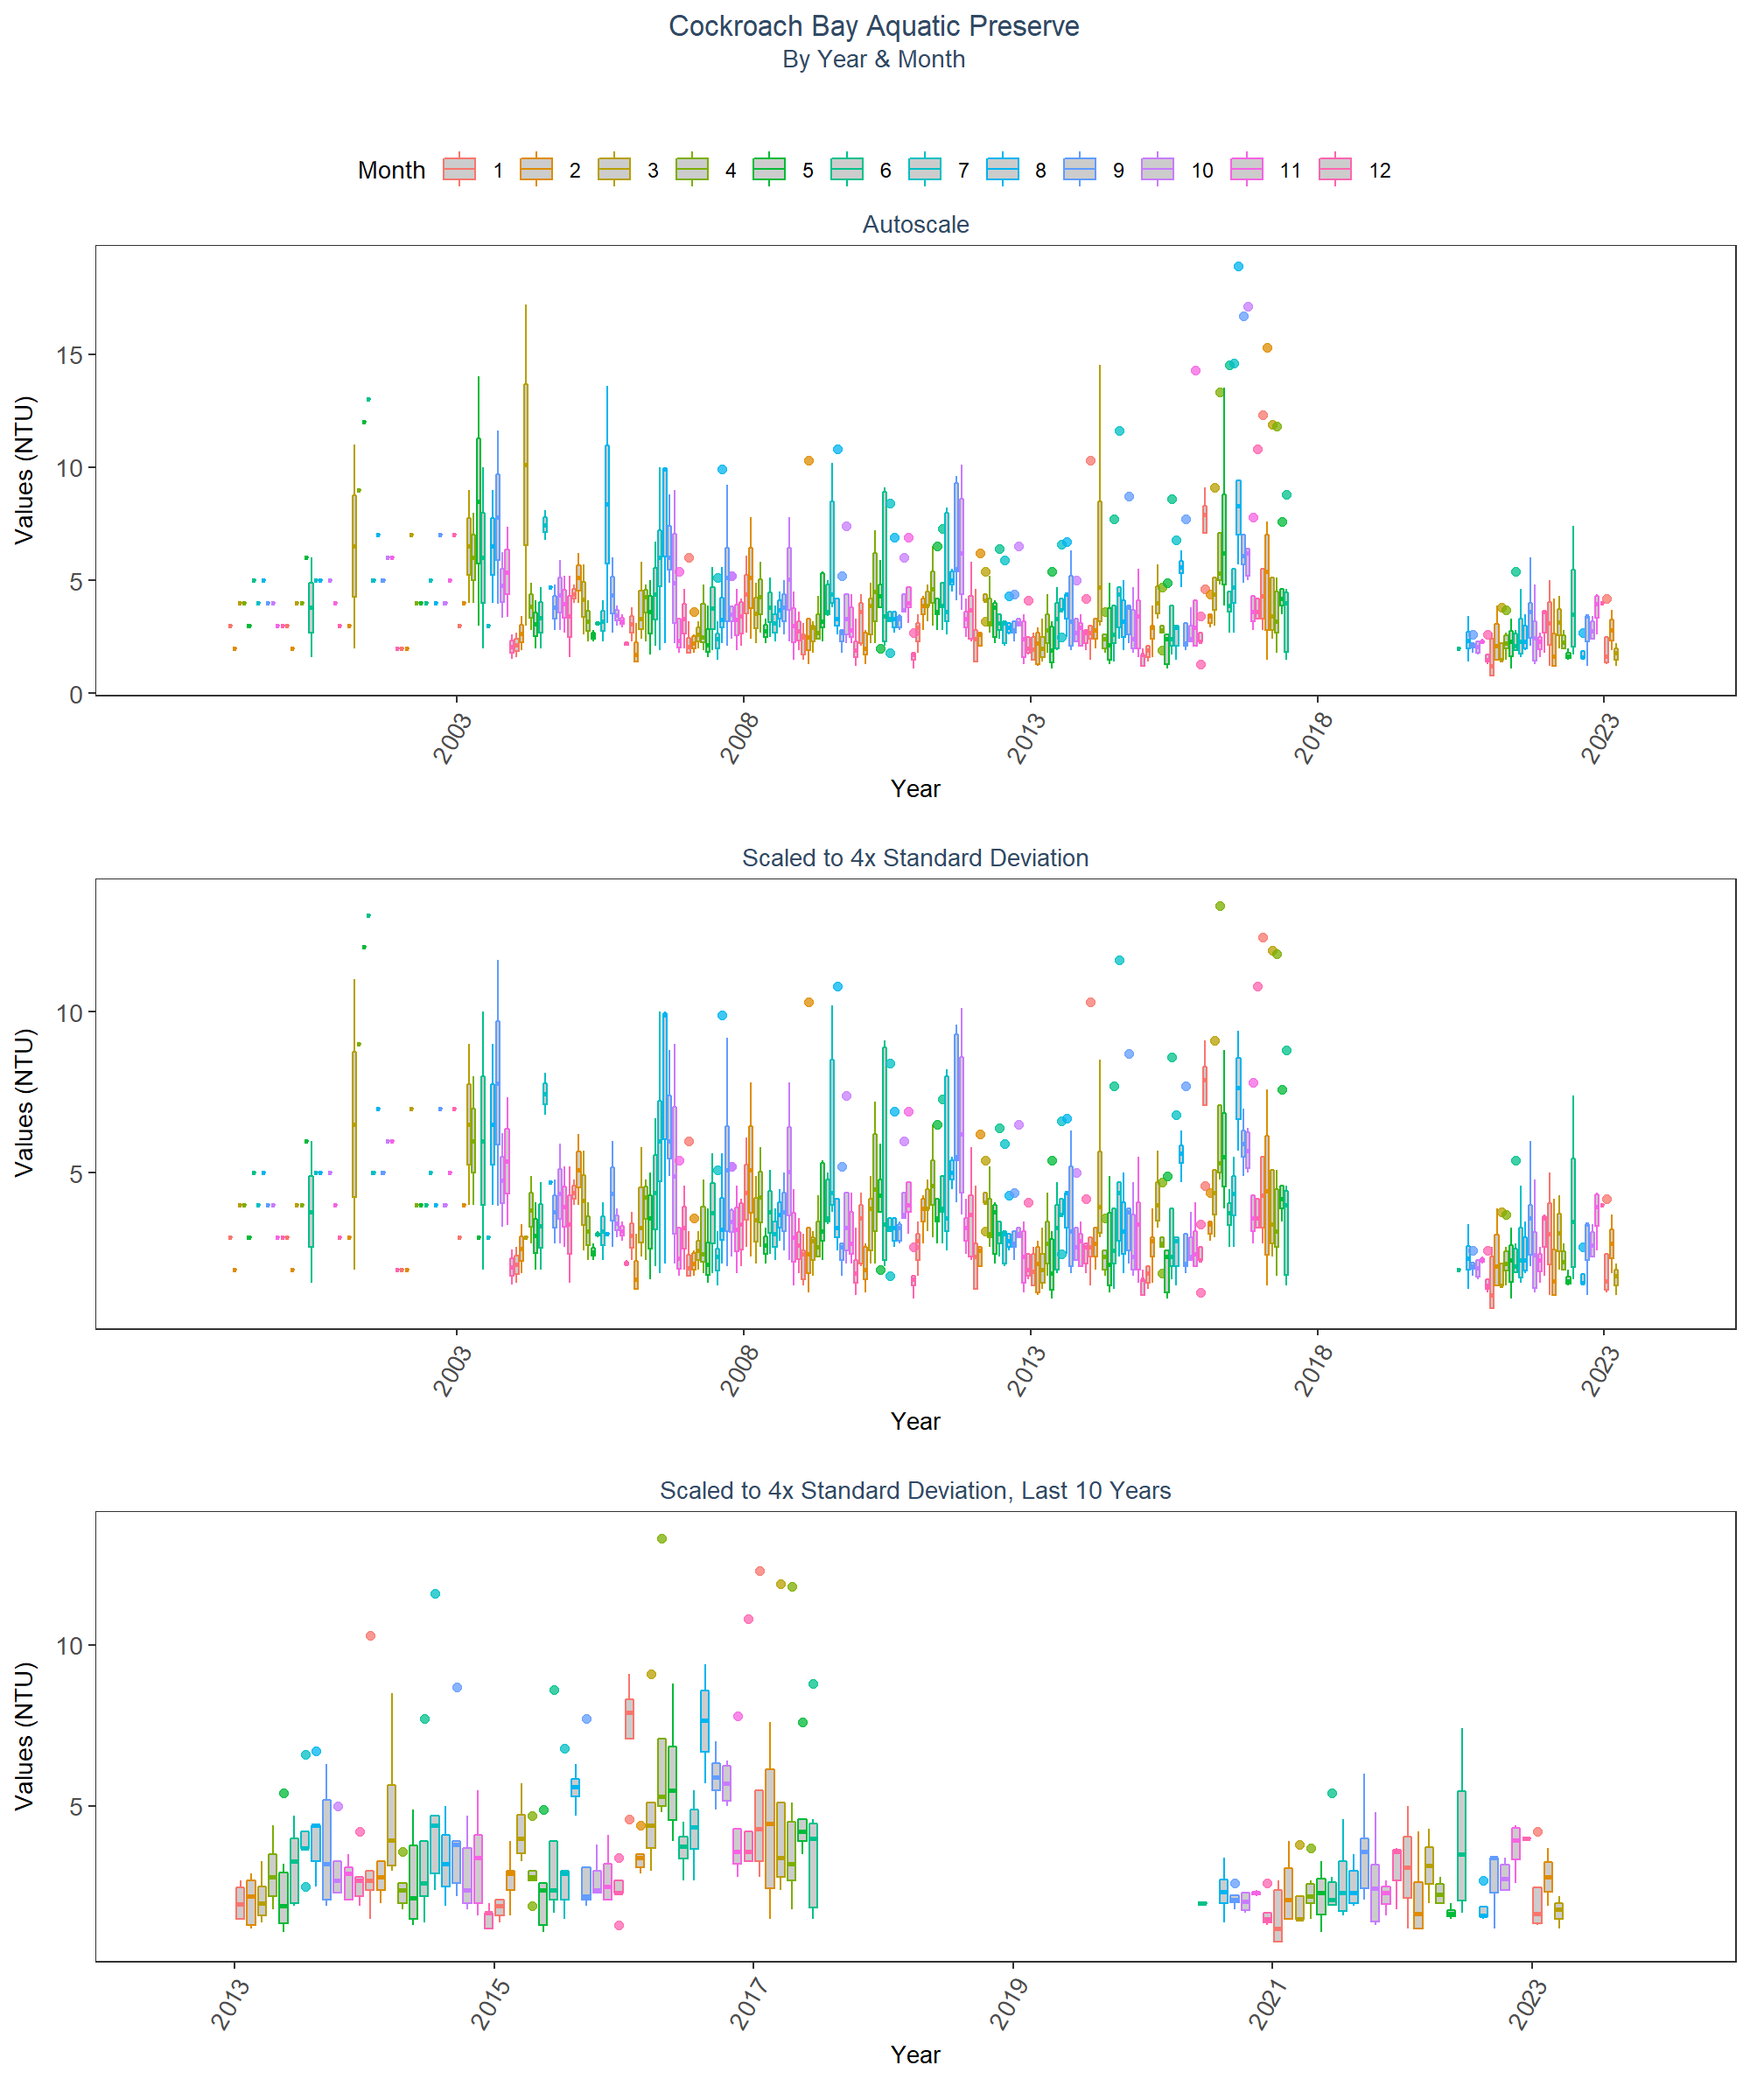 Cockroach Bay Aquatic Preserve
By Year & Month
Month 1 2 3 4 5 6 7 8 9 10 11 12
Autoscale
Values (NTU)
15
10
5
0
2003 2008 2013 2018 2023
Year
Scaled to 4x Standard Deviation
Values (NTU)
10
5
2003 2008 2013 2018 2023
Year
Scaled to 4x Standard Deviation, Last 10 Years
Values (NTU)
10
5
2013 2015 2017 2019 2021 2023
Year